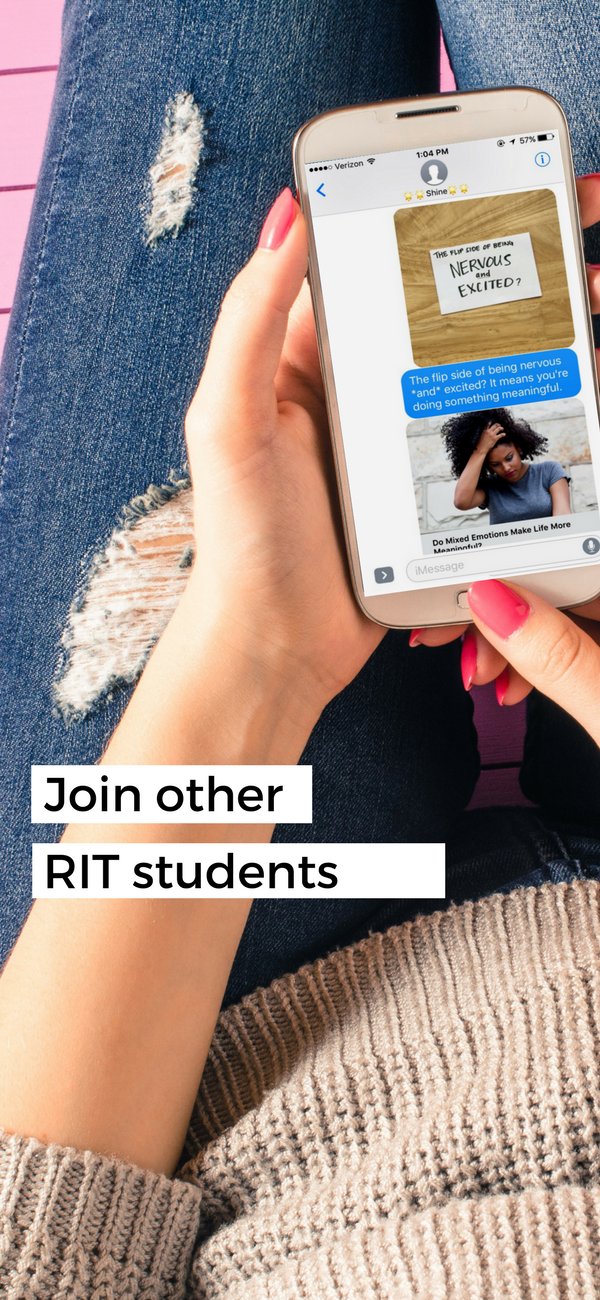 Verizon
1:04 PM
57%
Shine
THE FLIP SIDE OF BEING
NERVOUS
and
EXCITED?
The flip side of being nervous
*and* excited? It means you're
doing something meaningful.
Do Mixed Emotions Make Life More
Meaningful?
iMessage
Join other
RIT students